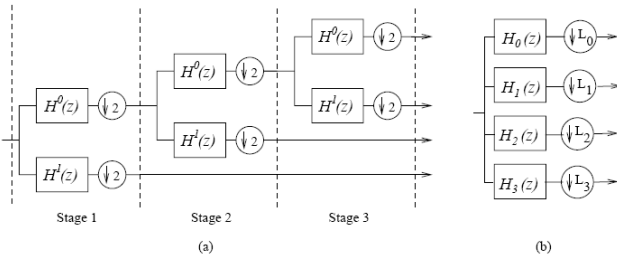 H⁰(z) ↓2
H⁰(z) ↓2 H¹(z) ↓2
H⁰(z) ↓2 H¹(z) ↓2
H¹(z) ↓2
Stage 1 Stage 2 Stage 3
(a)
H₀(z) ↓L₀
H₁(z) ↓L₁
H₂(z) ↓L₂
H₃(z) ↓L₃
(b)